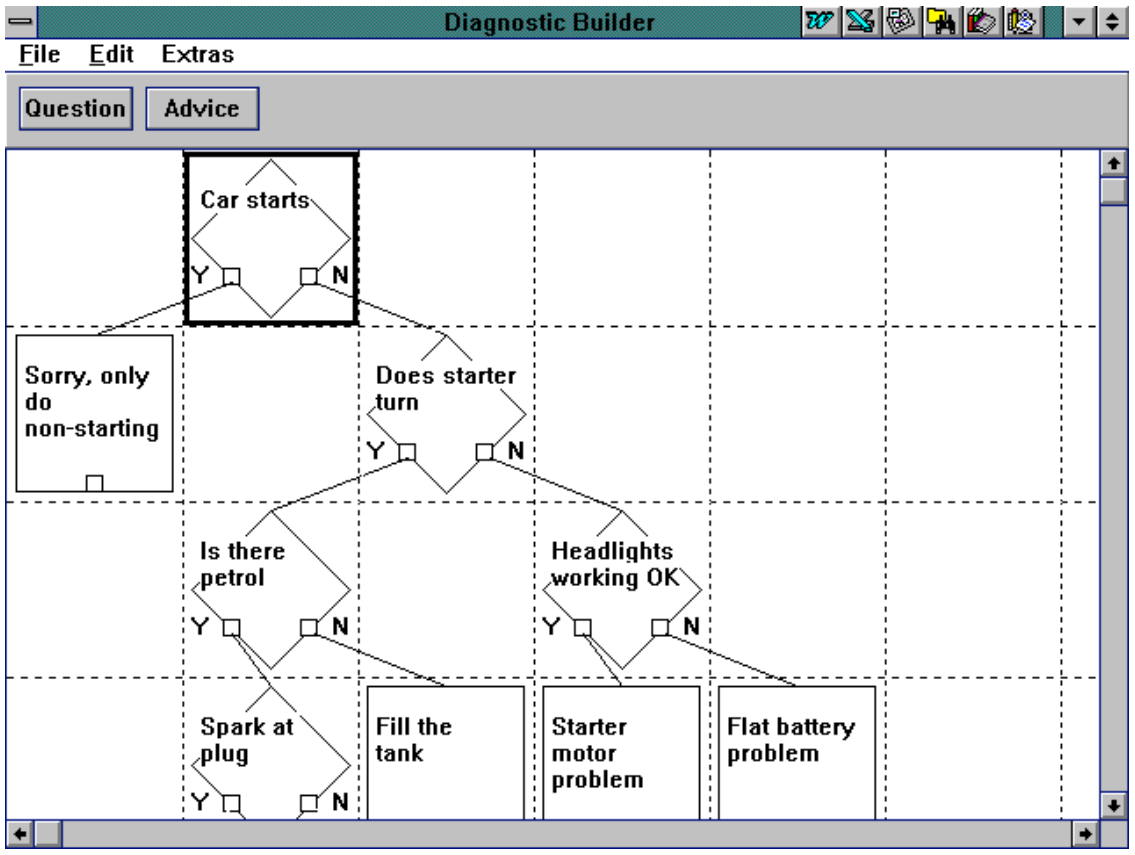 Diagnostic Builder
File Edit Extras
Question Advice
Car starts
Y N
Sorry, only
do
non-starting
Does starter
turn
Y N
Is there
petrol
Y N
Headlights
working OK
Y N
Spark at
plug
Y N
Fill the
tank
Starter
motor
problem
Flat battery
problem